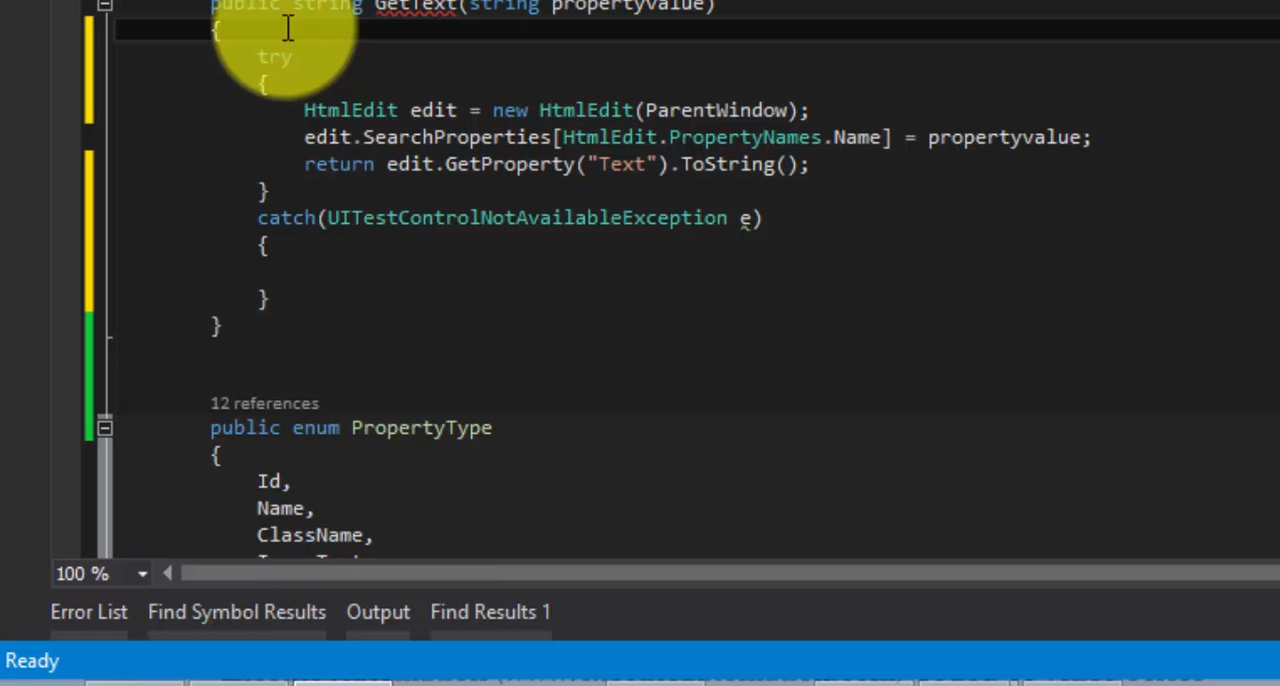 public string GetText(string propertyvalue)
{
try
{
HtmlEdit edit = new HtmlEdit(ParentWindow);
edit.SearchProperties[HtmlEdit.PropertyNames.Name] = propertyvalue;
return edit.GetProperty("Text").ToString();
}
catch(UITestControlNotAvailableException e)
{
}
}
12 references
public enum PropertyType
{
Id,
Name,
ClassName,
100 %
Error List Find Symbol Results Output Find Results 1
Ready